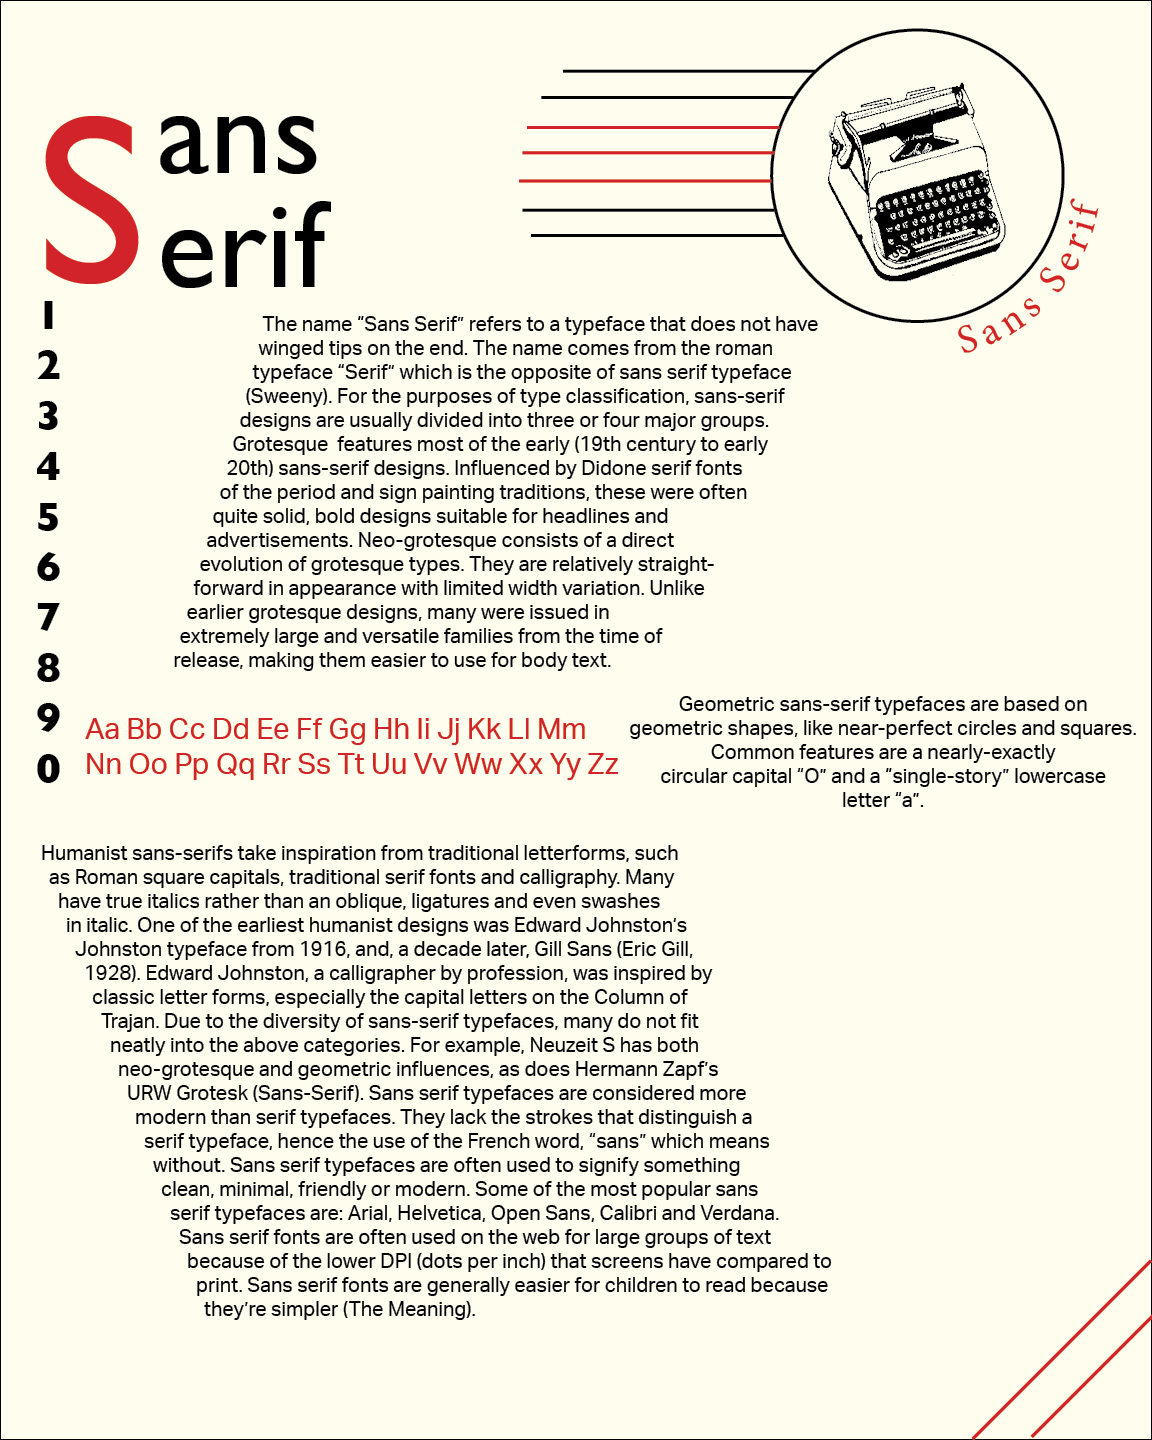 Sans
Serif
Sans Serif
1
2
3
4
5
6
7
8
9
0
The name “Sans Serif” refers to a typeface that does not have
winged tips on the end. The name comes from the roman
typeface “Serif“ which is the opposite of sans serif typeface
(Sweeny). For the purposes of type classification, sans-serif
designs are usually divided into three or four major groups.
Grotesque  features most of the early (19th century to early
20th) sans-serif designs. Influenced by Didone serif fonts
of the period and sign painting traditions, these were often
quite solid, bold designs suitable for headlines and
advertisements. Neo-grotesque consists of a direct
evolution of grotesque types. They are relatively straight-
forward in appearance with limited width variation. Unlike
earlier grotesque designs, many were issued in
extremely large and versatile families from the time of
release, making them easier to use for body text.
Aa Bb Cc Dd Ee Ff Gg Hh Ii Jj Kk Ll Mm
Nn Oo Pp Qq Rr Ss Tt Uu Vv Ww Xx Yy Zz
Geometric sans-serif typefaces are based on
geometric shapes, like near-perfect circles and squares.
Common features are a nearly-exactly
circular capital “O” and a “single-story” lowercase
letter “a”.
Humanist sans-serifs take inspiration from traditional letterforms, such
as Roman square capitals, traditional serif fonts and calligraphy. Many
have true italics rather than an oblique, ligatures and even swashes
in italic. One of the earliest humanist designs was Edward Johnston’s
Johnston typeface from 1916, and, a decade later, Gill Sans (Eric Gill,
1928). Edward Johnston, a calligrapher by profession, was inspired by
classic letter forms, especially the capital letters on the Column of
Trajan. Due to the diversity of sans-serif typefaces, many do not fit
neatly into the above categories. For example, Neuzeit S has both
neo-grotesque and geometric influences, as does Hermann Zapf’s
URW Grotesk (Sans-Serif). Sans serif typefaces are considered more
modern than serif typefaces. They lack the strokes that distinguish a
serif typeface, hence the use of the French word, “sans” which means
without. Sans serif typefaces are often used to signify something
clean, minimal, friendly or modern. Some of the most popular sans
serif typefaces are: Arial, Helvetica, Open Sans, Calibri and Verdana.
Sans serif fonts are often used on the web for large groups of text
because of the lower DPI (dots per inch) that screens have compared to
print. Sans serif fonts are generally easier for children to read because
they’re simpler (The Meaning).